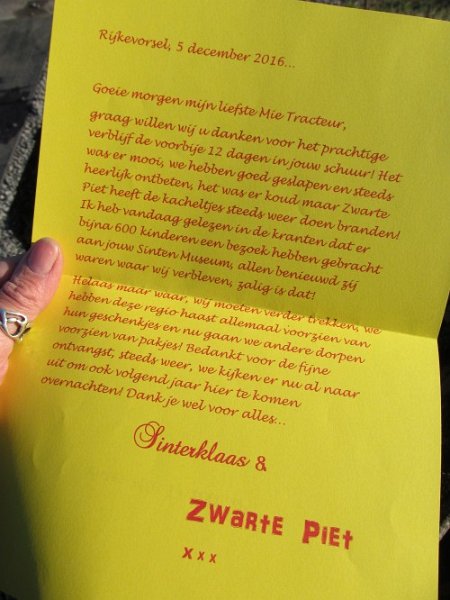 Rijkevorsel, 5 december 2016...
Goeie morgen mijn liefste Mie Tracteur,
graag willen wij u danken voor het prachtige
verblijf de voorbije 12 dagen in jouw schuur! Het
was er mooi, we hebben goed geslapen en steeds
heerlijk ontbeten, het was er koud maar Zwarte
Piet heeft de kacheltjes steeds weer doen branden!
Ik heb vandaag gelezen in de kranten dat er
bijna 600 kinderen een bezoek hebben gebracht
aan jouw Sinten Museum, allen benieuwd zij
waren waar wij verbleven, zalig is dat!
Helaas maar waar, wij moeten verder trekken, we
hebben deze regio haast allemaal voorzien van
hun geschenkjes en nu gaan we andere dorpen
voorzien van pakjes! Bedankt voor de fijne
ontvangst, steeds weer, we kijken er nu al naar
uit om ook volgend jaar hier te komen
overnachten! Dank je wel voor alles...
Sinterklaas &
Zwarte Piet
xxx